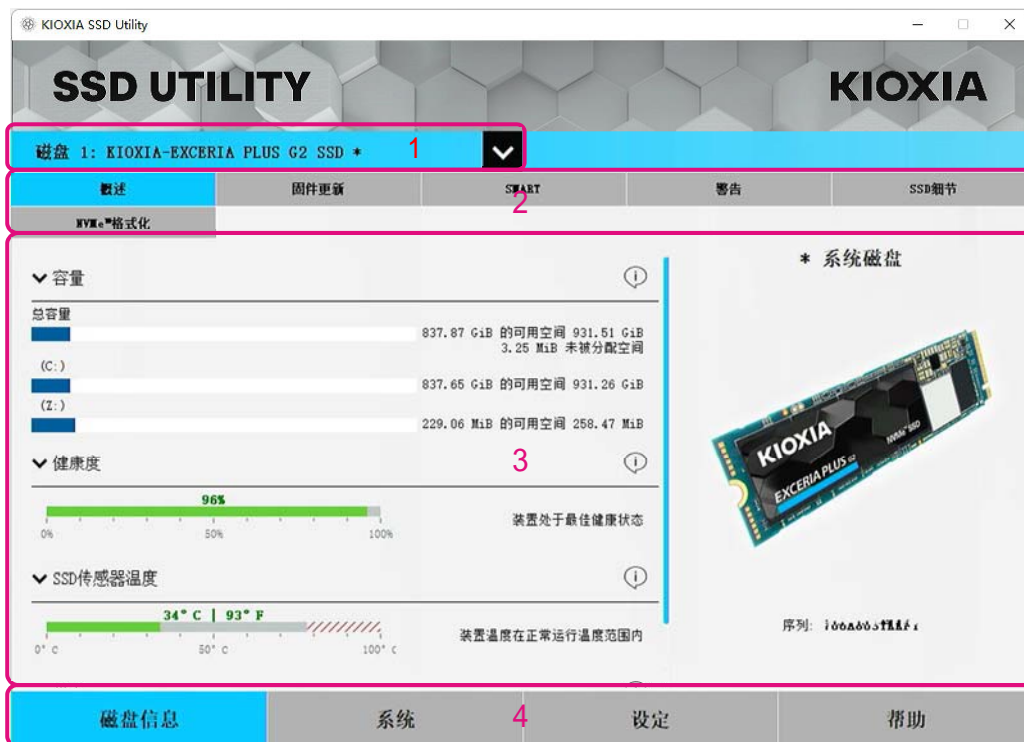 KIOXIA SSD Utility
SSD UTILITY
KIOXIA
磁盘 1: KIOXIA-EXCERIA PLUS G2 SSD *
1
概述
固件更新
SMART
警告
SSD细节
2
NVMe™格式化
* 系统磁盘
容量
总容量
837.87 GiB 的可用空间 931.51 GiB
3.25 MiB 未被分配空间
(C:)
837.65 GiB 的可用空间 931.26 GiB
(Z:)
229.06 MiB 的可用空间 258.47 MiB
KIOXIA
EXCERIA PLUS G2
NVMe™ SSD
健康度
3
96%
0%
50%
100%
装置处于最佳健康状态
SSD传感器温度
34° C | 93° F
0° C
50° C
100° C
装置温度在正常运行温度范围内
序列:
磁盘信息
系统
4
设定
帮助